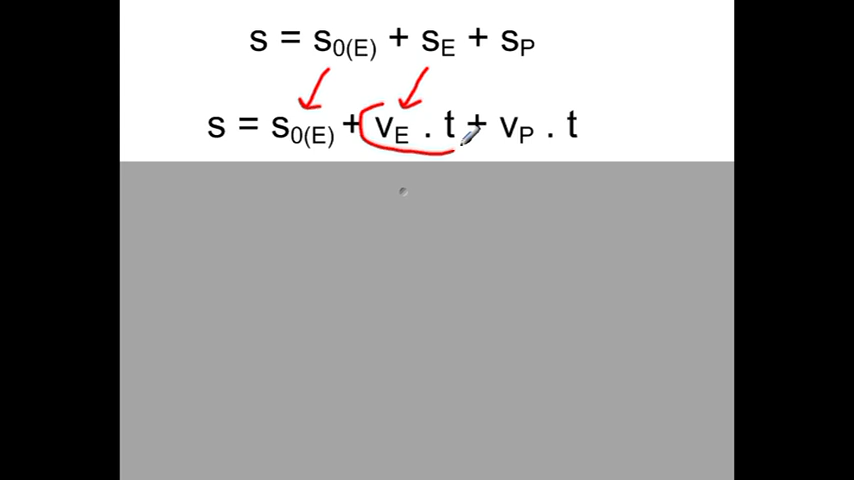 s = s0(E) + sE + sP
s = s0(E) + vE . t + vP . t